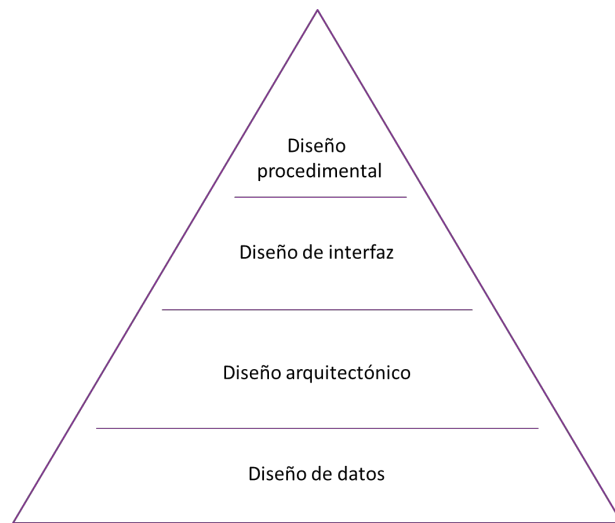 Diseño
procedimental
Diseño de interfaz
Diseño arquitectónico
Diseño de datos